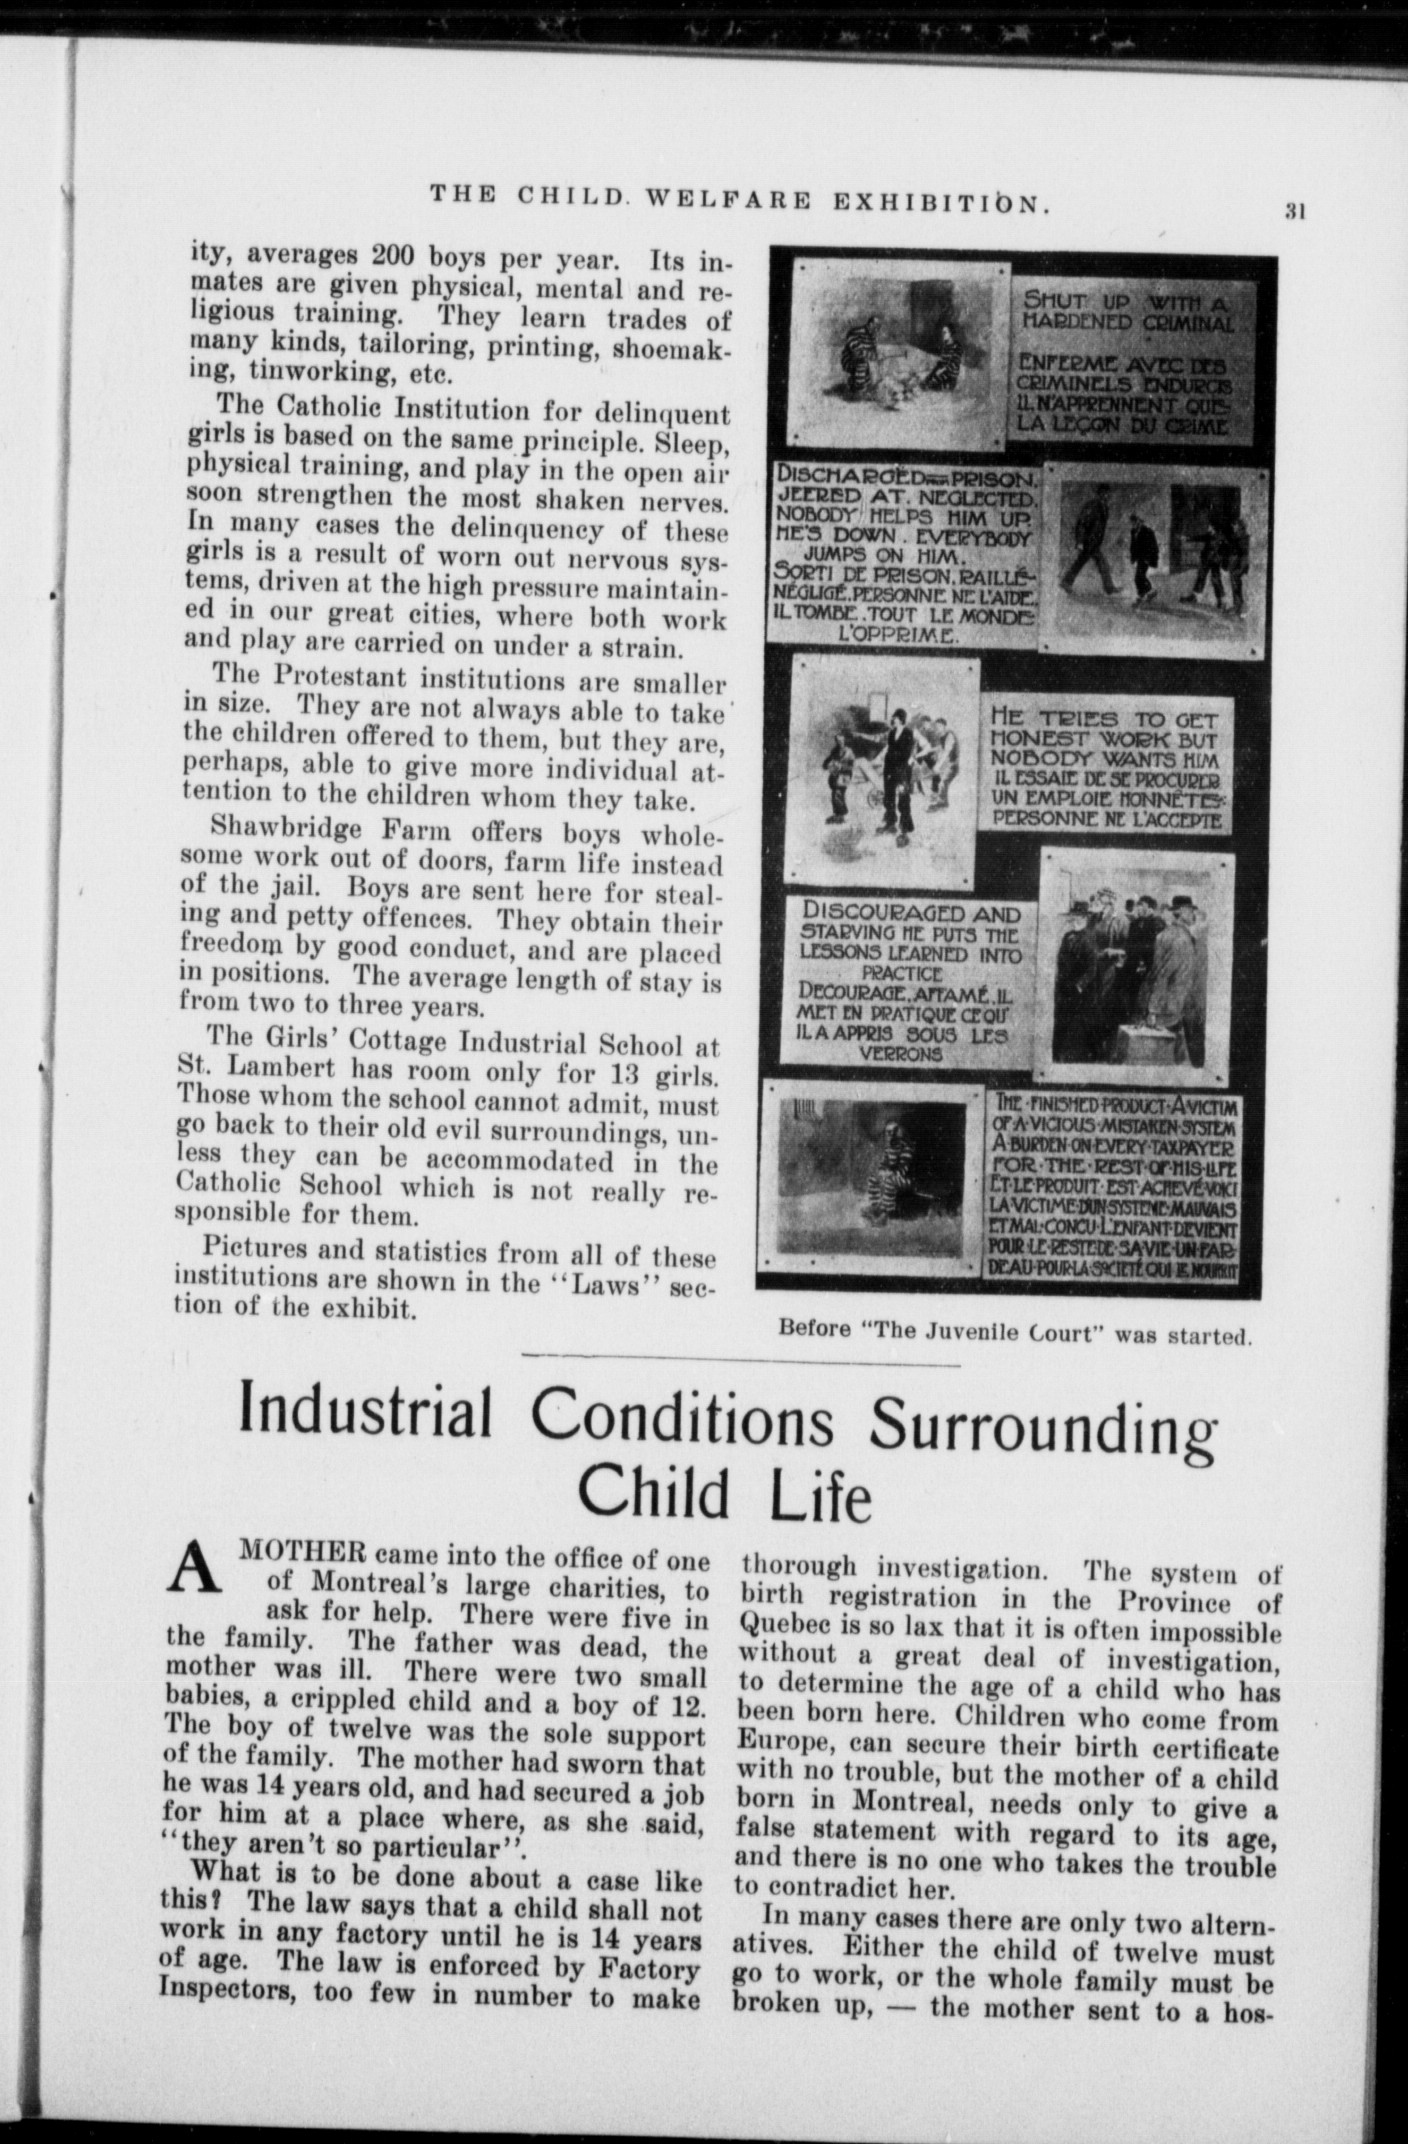 THE CHILD WELFARE EXHIBITION.
31
ity, averages 200 boys per year. Its in-
mates are given physical, mental and re-
ligious training. They learn trades of
many kinds, tailoring, printing, shoemak-
ing, tinworking, etc.
The Catholic Institution for delinquent
girls is based on the same principle. Sleep,
physical training, and play in the open air
soon strengthen the most shaken nerves.
In many cases the delinquency of these
girls is a result of worn out nervous sys-
tems, driven at the high pressure maintain-
ed in our great cities, where both work
and play are carried on under a strain.
The Protestant institutions are smaller
in size. They are not always able to take
the children offered to them, but they are,
perhaps, able to give more individual at-
tention to the children whom they take.
Shawbridge Farm offers boys whole-
some work out of doors, farm life instead
of the jail. Boys are sent here for steal-
ing and petty offences. They obtain their
freedom by good conduct, and are placed
in positions. The average length of stay is
from two to three years.
The Girls' Cottage Industrial School at
St. Lambert has room only for 13 girls.
Those whom the school cannot admit, must
go back to their old evil surroundings, un-
less they can be accommodated in the
Catholic School which is not really re-
sponsible for them.
Pictures and statistics from all of these
institutions are shown in the "Laws" sec-
tion of the exhibit.
SHUT UP WITH A
HARDENED CRIMINAL
ENFERME AVEC DES
CRIMINELS ENDURCIS
IL N'APPRENNENT QUE
LA LEÇON DU CRIME
DISCHARGED PRISON.
JEERED AT. NEGLECTED.
NOBODY HELPS HIM UP.
HE'S DOWN. EVERYBODY
JUMPS ON HIM.
SORTI DE PRISON, RAILLÉ-
NÉGLIGÉ. PERSONNE NE L'AIDE.
IL TOMBE. TOUT LE MONDE
L'OPPRIME.
HE TRIES TO GET
HONEST WORK BUT
NOBODY WANTS HIM
IL ESSAIE DE SE PROCURER
UN EMPLOIE HONNÊTE
PERSONNE NE L'ACCEPTE
DISCOURAGED AND
STARVING HE PUTS THE
LESSONS LEARNED INTO
PRACTICE
DECOURAGE, AFFAMÉ, IL
MET EN PRATIQUE CE QU'
IL A APPRIS SOUS LES
VERRONS
THE·FINISHED·PRODUCT·A VICTIM
OF·A·VICIOUS·MISTAKEN·SYSTEM
A·BURDEN·ON·EVERY·TAXPAYER
FOR·THE·REST·OF·HIS·LIFE
ET·LE PRODUIT·EST·ACHEVÉ·VOICI
LA·VICTIME·D'UN·SYSTEME·MAUVAIS
ET MAL·CONCU·L'ENFANT·DEVIENT
POUR·LE·RESTE·DE·SA·VIE·UN·FAR-
DEAU·POUR·LA·SOCIETÉ QUI LE NOURRIT
Before "The Juvenile Court" was started.
Industrial Conditions Surrounding
Child Life
A MOTHER came into the office of one
of Montreal's large charities, to
ask for help. There were five in
the family. The father was dead, the
mother was ill. There were two small
babies, a crippled child and a boy of 12.
The boy of twelve was the sole support
of the family. The mother had sworn that
he was 14 years old, and had secured a job
for him at a place where, as she said,
"they aren't so particular".
What is to be done about a case like
this? The law says that a child shall not
work in any factory until he is 14 years
of age. The law is enforced by Factory
Inspectors, too few in number to make
thorough investigation. The system of
birth registration in the Province of
Quebec is so lax that it is often impossible
without a great deal of investigation,
to determine the age of a child who has
been born here. Children who come from
Europe, can secure their birth certificate
with no trouble, but the mother of a child
born in Montreal, needs only to give a
false statement with regard to its age,
and there is no one who takes the trouble
to contradict her.
In many cases there are only two altern-
atives. Either the child of twelve must
go to work, or the whole family must be
broken up, — the mother sent to a hos-